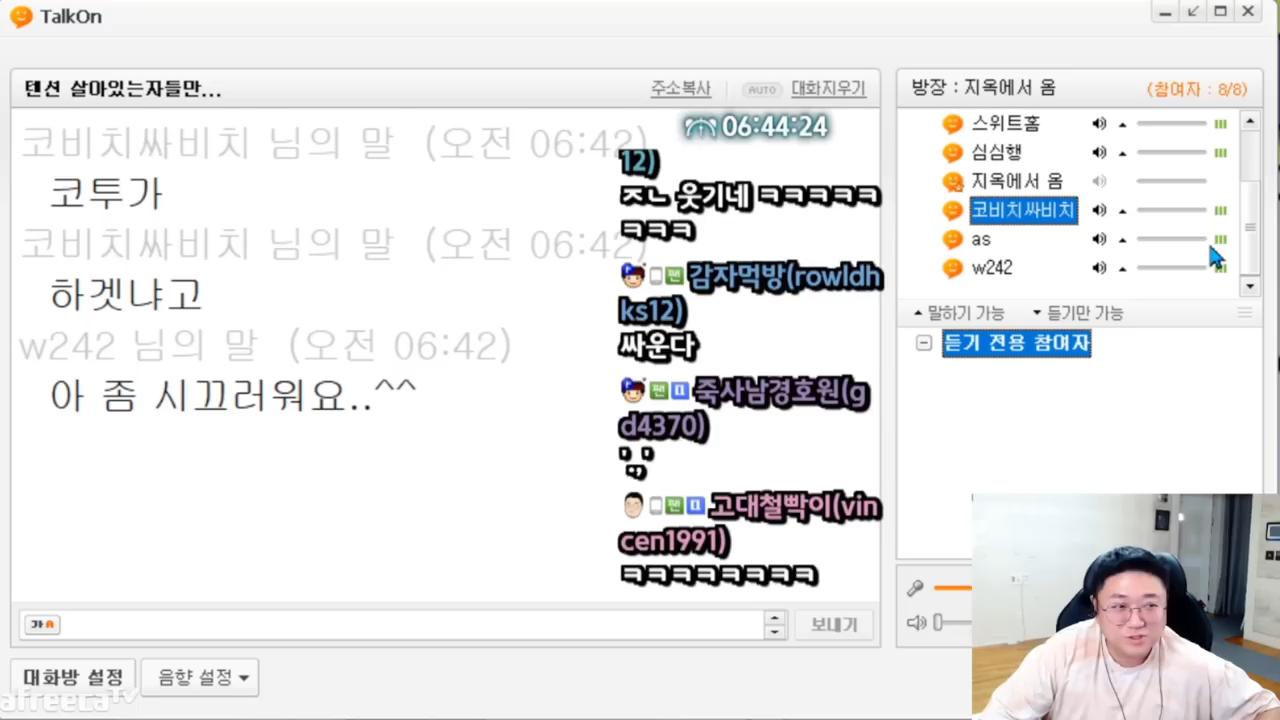 TalkOn
텐션 살아있는자들만...
주소복사
AUTO
대화지우기
코비치싸비치 님의 말 (오전 06:42)
코투가
코비치싸비치 님의 말 (오전 06:42)
하겟냐고
w242 님의 말 (오전 06:42)
아 좀 시끄러워요..^^
06:44:24
12)
ㅈㄴ 웃기네 ㅋㅋㅋㅋㅋ
ㅋㅋㅋ
팬 감자먹방(rowldh
ks12)
싸운다
팬 죽사남경호원(g
d4370)
팬 고대철빡이(vin
cen1991)
ㅋㅋㅋㅋㅋㅋㅋㅋ
가
보내기
대화방 설정
음향 설정
afreecaTV
방장 : 지옥에서 옴
(참여자 : 8/8)
스위트홈
심심행
지옥에서 옴
코비치싸비치
as
w242
말하기 가능
듣기만 가능
듣기 전용 참여자